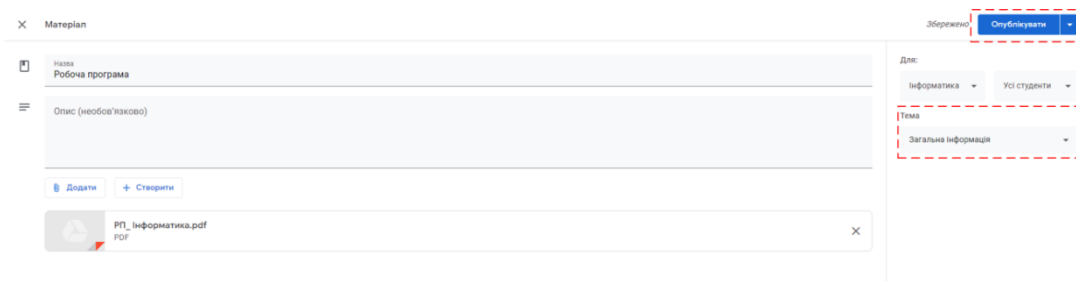 Матеріал
Збережено
Опублікувати
Назва
Робоча програма
Опис (необов'язково)
Додати
Створити
РП_ Інформатика.pdf
PDF
Для:
Інформатика
Усі студенти
Тема
Загальна інформація